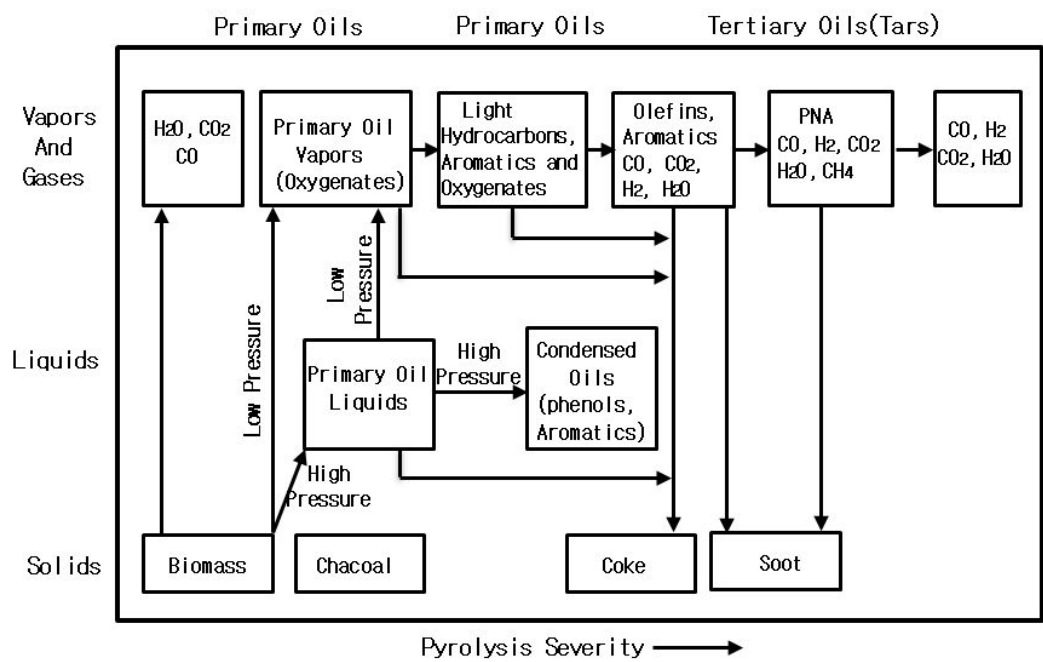 Primary Oils
Primary Oils
Tertiary Oils(Tars)
Vapors
And
Gases
H2O, CO2
CO
Primary Oil
Vapors
(Oxygenates)
Light
Hydrocarbons,
Aromatics and
Oxygenates
Olefins,
Aromatics
CO, CO2,
H2, H2O
PNA
CO, H2, CO2
H2O, CH4
CO, H2
CO2, H2O
Low Pressure
Low
Pressure
Liquids
Primary Oil
Liquids
High
Pressure
Condensed
Oils
(phenols,
Aromatics)
High
Pressure
Solids
Biomass
Chacoal
Coke
Soot
Pyrolysis Severity